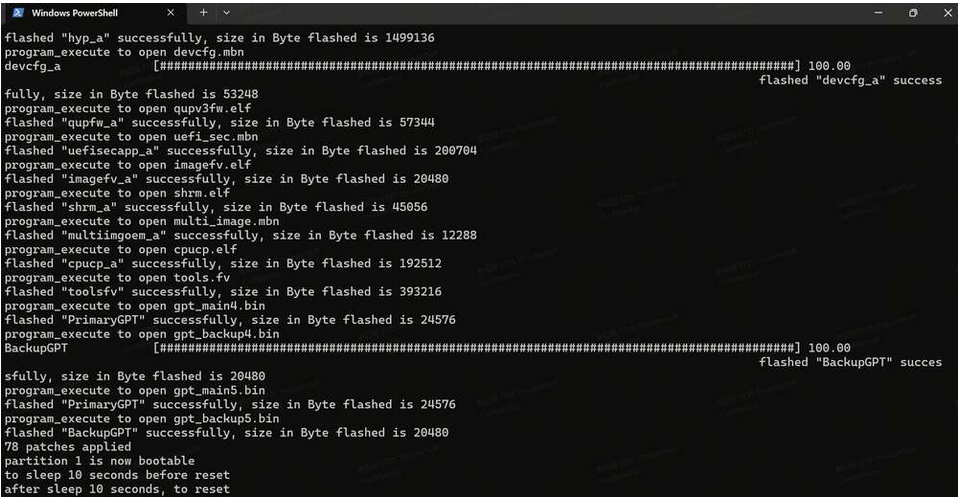 Windows PowerShell
flashed "hyp_a" successfully, size in Byte flashed is 1499136
program_execute to open devcfg.mbn
devcfg_a [##########################################################################################] 100.00
flashed "devcfg_a" success
fully, size in Byte flashed is 53248
program_execute to open qupv3fw.elf
flashed "qupfw_a" successfully, size in Byte flashed is 57344
program_execute to open uefi_sec.mbn
flashed "uefisecapp_a" successfully, size in Byte flashed is 200704
program_execute to open imagefv.elf
flashed "imagefv_a" successfully, size in Byte flashed is 20480
program_execute to open shrm.elf
flashed "shrm_a" successfully, size in Byte flashed is 45056
program_execute to open multi_image.mbn
flashed "multiimgoem_a" successfully, size in Byte flashed is 12288
program_execute to open cpucp.elf
flashed "cpucp_a" successfully, size in Byte flashed is 192512
program_execute to open tools.fv
flashed "toolsfv" successfully, size in Byte flashed is 393216
program_execute to open gpt_main4.bin
flashed "PrimaryGPT" successfully, size in Byte flashed is 24576
program_execute to open gpt_backup4.bin
BackupGPT [##########################################################################################] 100.00
flashed "BackupGPT" succes
sfully, size in Byte flashed is 20480
program_execute to open gpt_main5.bin
flashed "PrimaryGPT" successfully, size in Byte flashed is 24576
program_execute to open gpt_backup5.bin
flashed "BackupGPT" successfully, size in Byte flashed is 20480
78 patches applied
partition 1 is now bootable
to sleep 10 seconds before reset
after sleep 10 seconds, to reset